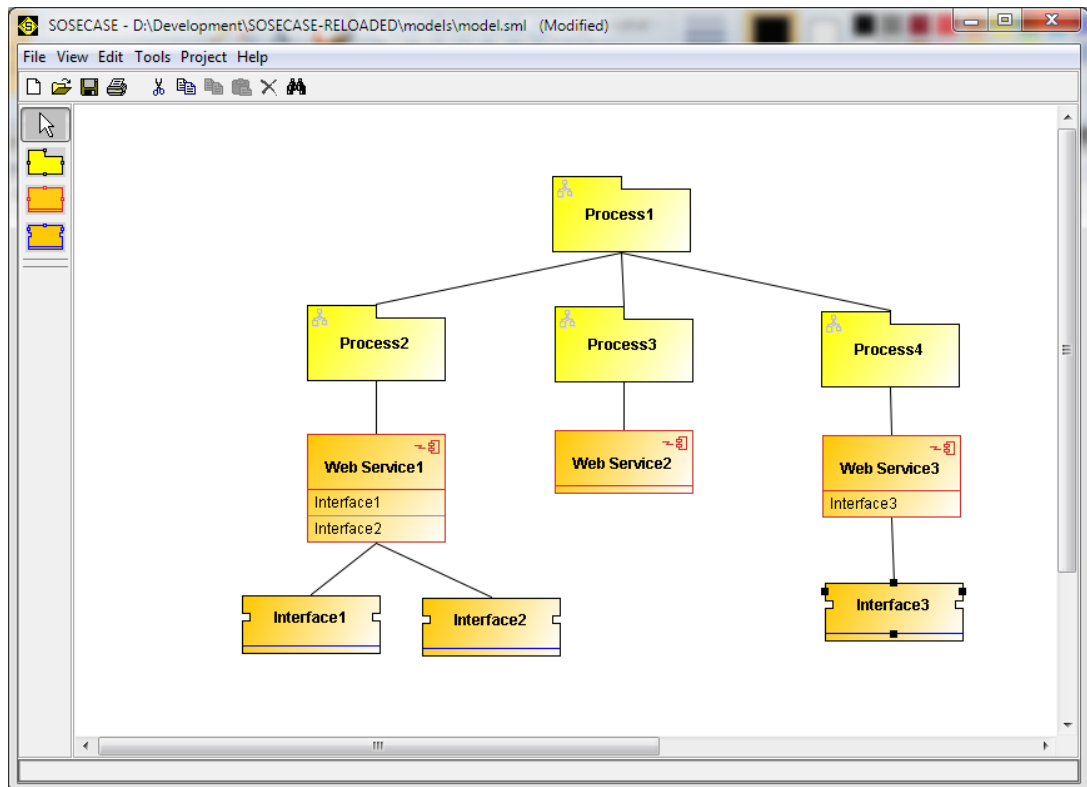 SOSECASE - D:\Development\SOSECASE-RELOADED\models\model.sml (Modified)
File View Edit Tools Project Help
Process1
Process2
Process3
Process4
Web Service1
Interface1
Interface2
Web Service2
Web Service3
Interface3
Interface1
Interface2
Interface3